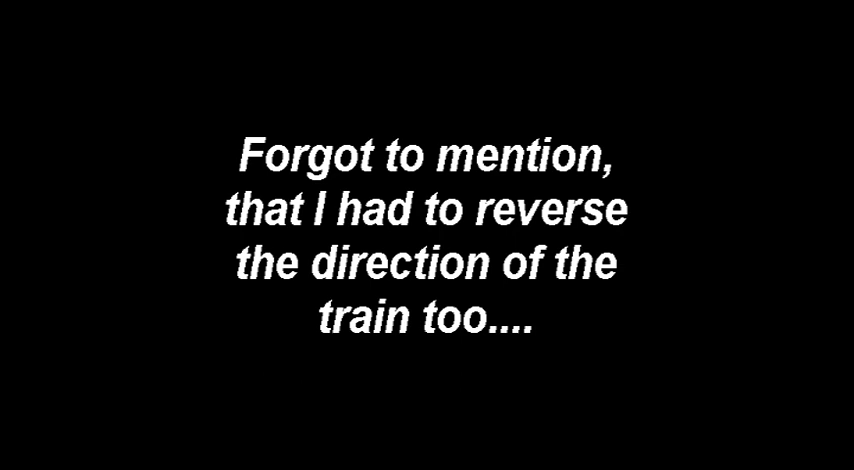 Forgot to mention,
that I had to reverse
the direction of the
train too....